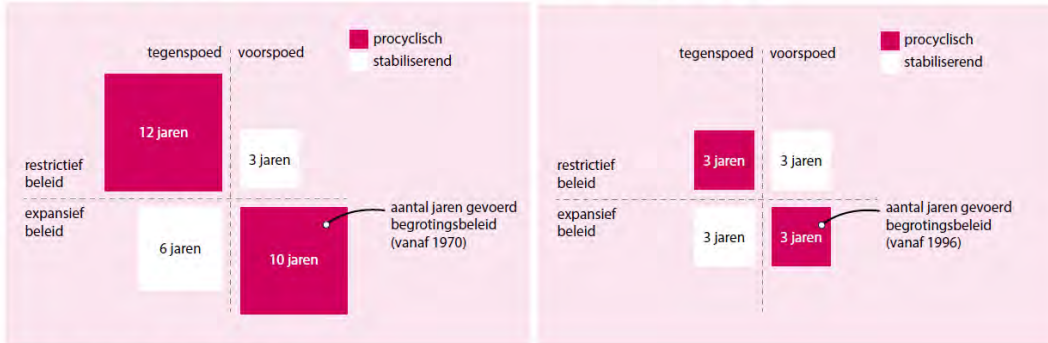 procyclisch
stabiliserend
tegenspoed
voorspoed
12 jaren
3 jaren
restrictief
beleid
expansief
beleid
6 jaren
10 jaren
aantal jaren gevoerd
begrotingsbeleid
(vanaf 1970)
procyclisch
stabiliserend
tegenspoed
voorspoed
3 jaren
3 jaren
restrictief
beleid
expansief
beleid
3 jaren
3 jaren
aantal jaren gevoerd
begrotingsbeleid
(vanaf 1996)